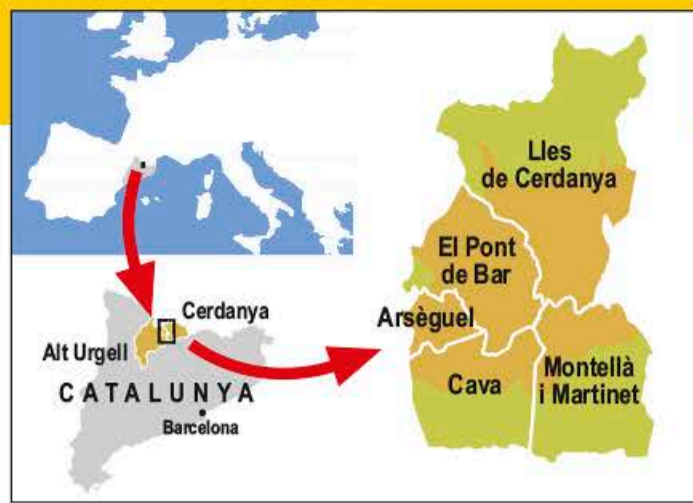 Cerdanya
Alt Urgell
CATALUNYA
Barcelona
Lles
de Cerdanya
El Pont
de Bar
Arsèguel
Cava
Montellà
i Martinet